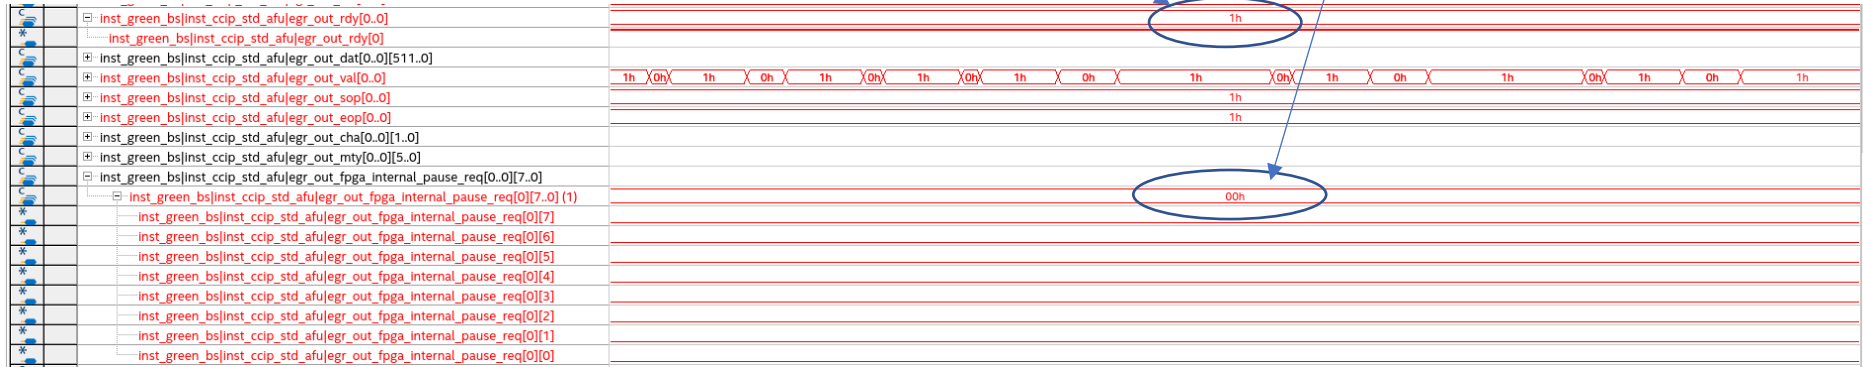 inst_green_bs|inst_ccip_std_afu|egr_out_rdy[0..0] 1h
inst_green_bs|inst_ccip_std_afu|egr_out_rdy[0]
inst_green_bs|inst_ccip_std_afu|egr_out_dat[0..0][511..0]
inst_green_bs|inst_ccip_std_afu|egr_out_val[0..0] 1h 0h 1h 0h 1h 0h 1h 0h 1h 0h 1h 0h 1h 0h 1h 0h 1h 0h 1h
inst_green_bs|inst_ccip_std_afu|egr_out_sop[0..0] 1h
inst_green_bs|inst_ccip_std_afu|egr_out_eop[0..0] 1h
inst_green_bs|inst_ccip_std_afu|egr_out_cha[0..0][1..0]
inst_green_bs|inst_ccip_std_afu|egr_out_mty[0..0][5..0]
inst_green_bs|inst_ccip_std_afu|egr_out_fpga_internal_pause_req[0..0][7..0]
inst_green_bs|inst_ccip_std_afu|egr_out_fpga_internal_pause_req[0][7..0] (1) 00h
inst_green_bs|inst_ccip_std_afu|egr_out_fpga_internal_pause_req[0][7]
inst_green_bs|inst_ccip_std_afu|egr_out_fpga_internal_pause_req[0][6]
inst_green_bs|inst_ccip_std_afu|egr_out_fpga_internal_pause_req[0][5]
inst_green_bs|inst_ccip_std_afu|egr_out_fpga_internal_pause_req[0][4]
inst_green_bs|inst_ccip_std_afu|egr_out_fpga_internal_pause_req[0][3]
inst_green_bs|inst_ccip_std_afu|egr_out_fpga_internal_pause_req[0][2]
inst_green_bs|inst_ccip_std_afu|egr_out_fpga_internal_pause_req[0][1]
inst_green_bs|inst_ccip_std_afu|egr_out_fpga_internal_pause_req[0][0]